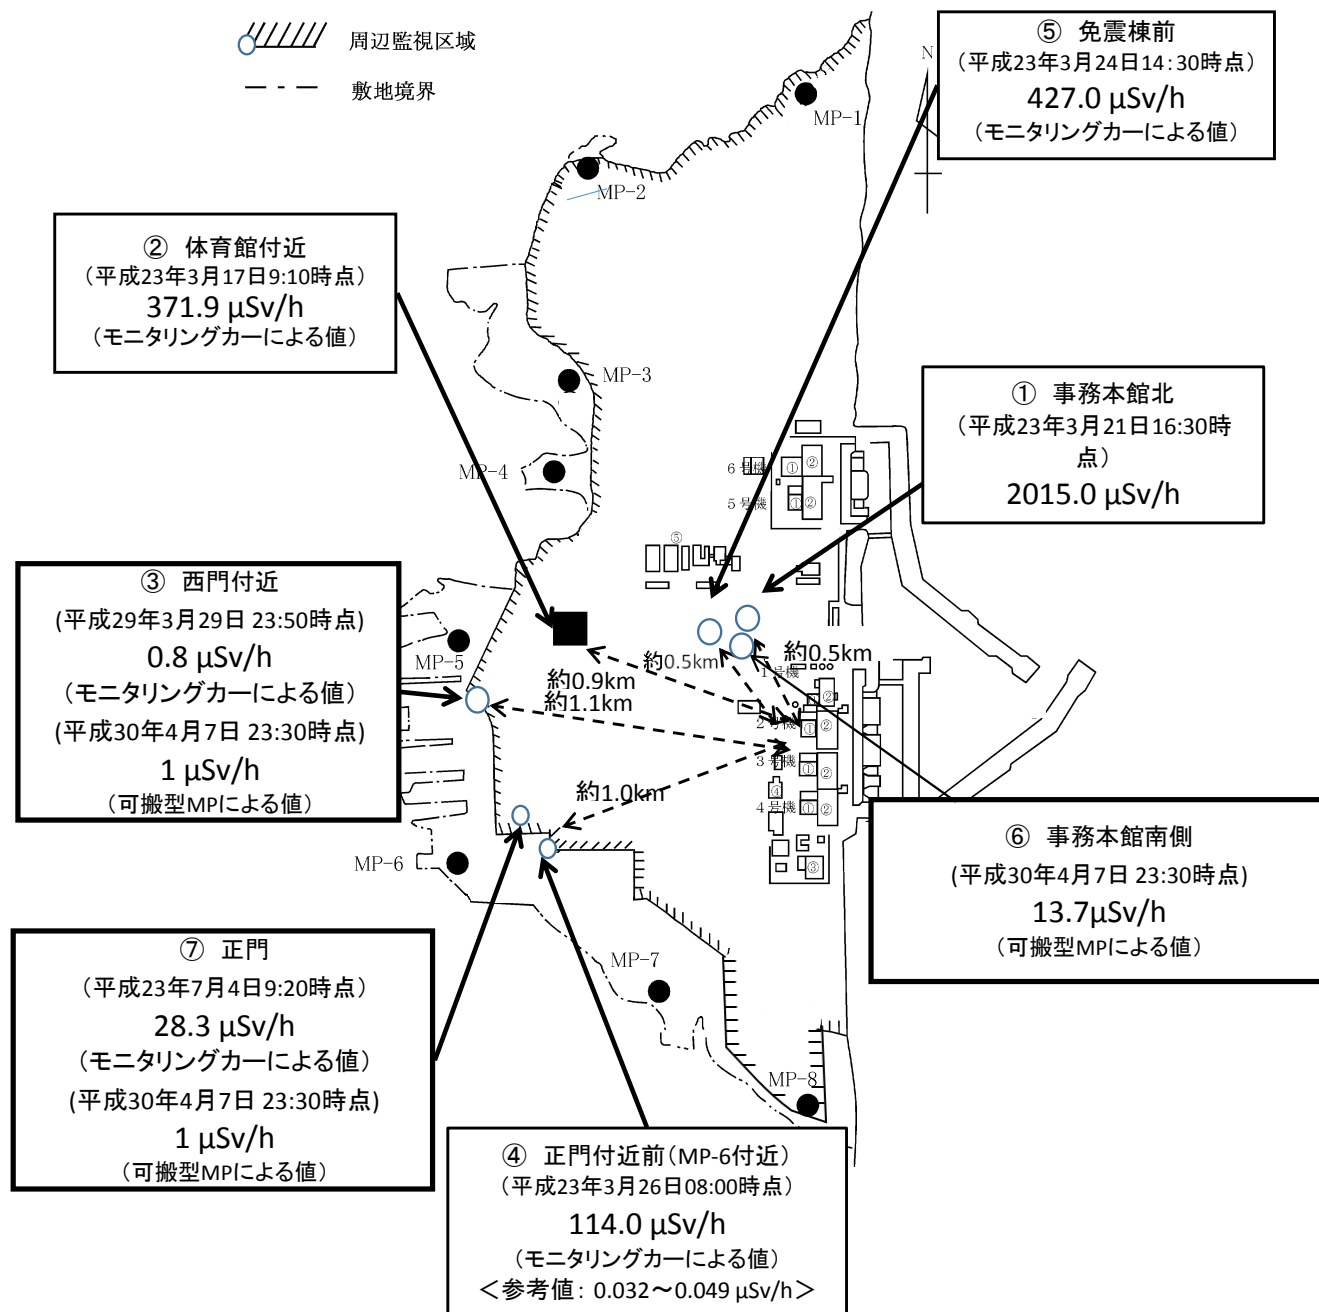 周辺監視区域
敷地境界
⑤ 免震棟前
（平成23年3月24日14：30時点）
427.0 μSv/h
（モニタリングカーによる値）
N
MP-1
MP-2
② 体育館付近
（平成23年3月17日9:10時点）
371.9 μSv/h
（モニタリングカーによる値）
MP-3
① 事務本館北
（平成23年3月21日16:30時
点）
2015.0 μSv/h
MP-4
6号機
①
②
5号機
①
②
⑤
③ 西門付近
(平成29年3月29日 23:50時点)
0.8 μSv/h
（モニタリングカーによる値）
(平成30年4月7日 23:30時点)
1 μSv/h
（可搬型MPによる値）
MP-5
約0.5km
約0.5km
約0.9km
約1.1km
約1.0km
1号機
②
2号機
①
②
3号機
①
②
④
4号機
①
②
③
MP-6
⑥ 事務本館南側
(平成30年4月7日 23:30時点)
13.7μSv/h
（可搬型MPによる値）
⑦ 正門
（平成23年7月4日9:20時点）
28.3 μSv/h
（モニタリングカーによる値）
(平成30年4月7日 23:30時点)
1 μSv/h
（可搬型MPによる値）
MP-7
MP-8
④ 正門付近前（MP-6付近）
（平成23年3月26日08:00時点）
114.0 μSv/h
（モニタリングカーによる値）
＜参考値： 0.032～0.049 μSv/h＞